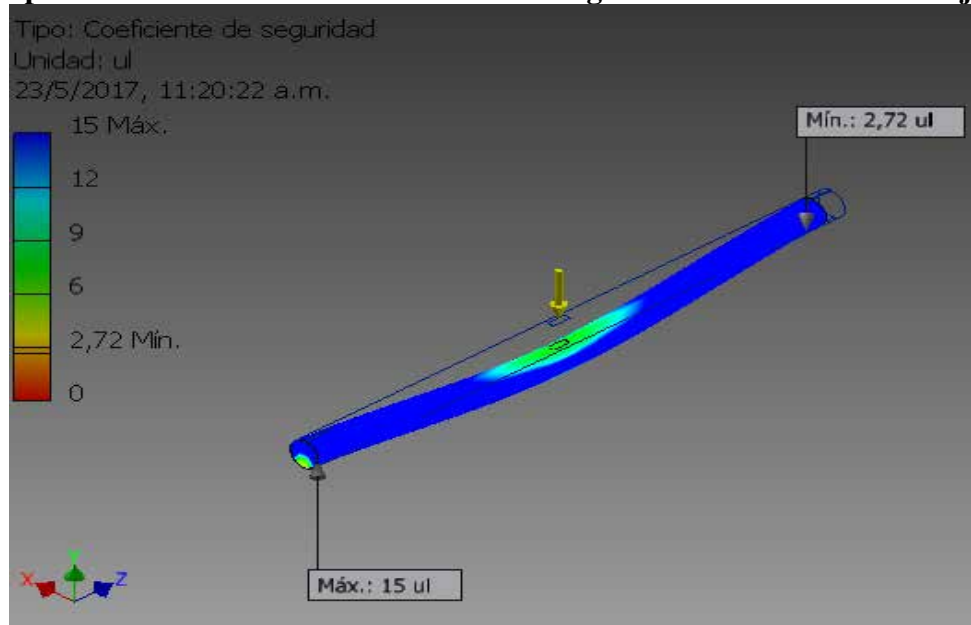 Tipo: Coeficiente de seguridad
Unidad: ul
23/5/2017, 11:20:22 a.m.
15 Máx.
12
9
6
2,72 Mín.
0
Mín.: 2,72 ul
Máx.: 15 ul
X
Y
Z